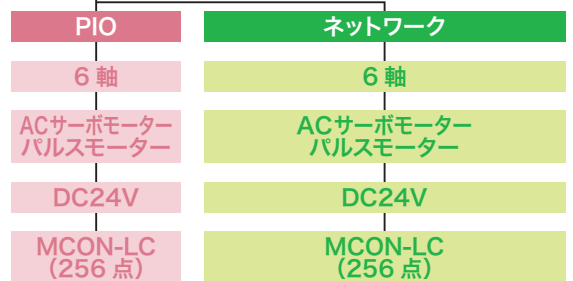 PIO
ネットワーク
6 軸
6 軸
ACサーボモーター
パルスモーター
ACサーボモーター
パルスモーター
DC24V
DC24V
MCON-LC
（256 点）
MCON-LC
（256 点）